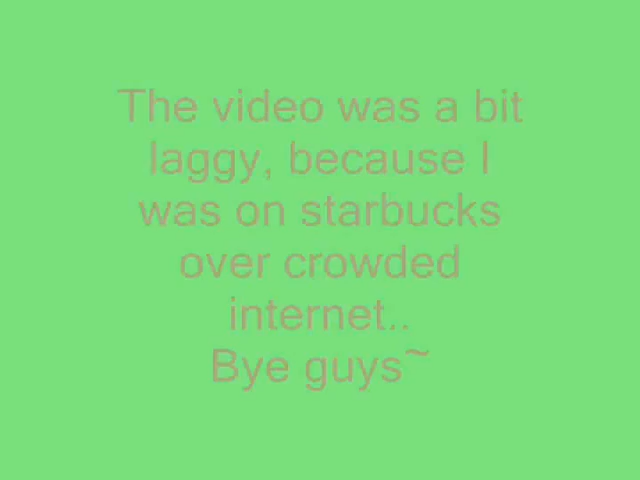 The video was a bit
laggy, because I
was on starbucks
over crowded
internet..
Bye guys~